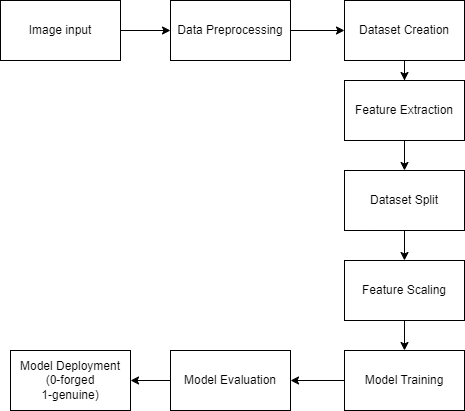 Image input
Data Preprocessing
Dataset Creation
Feature Extraction
Dataset Split
Feature Scaling
Model Training
Model Evaluation
Model Deployment
(0-forged
1-genuine)